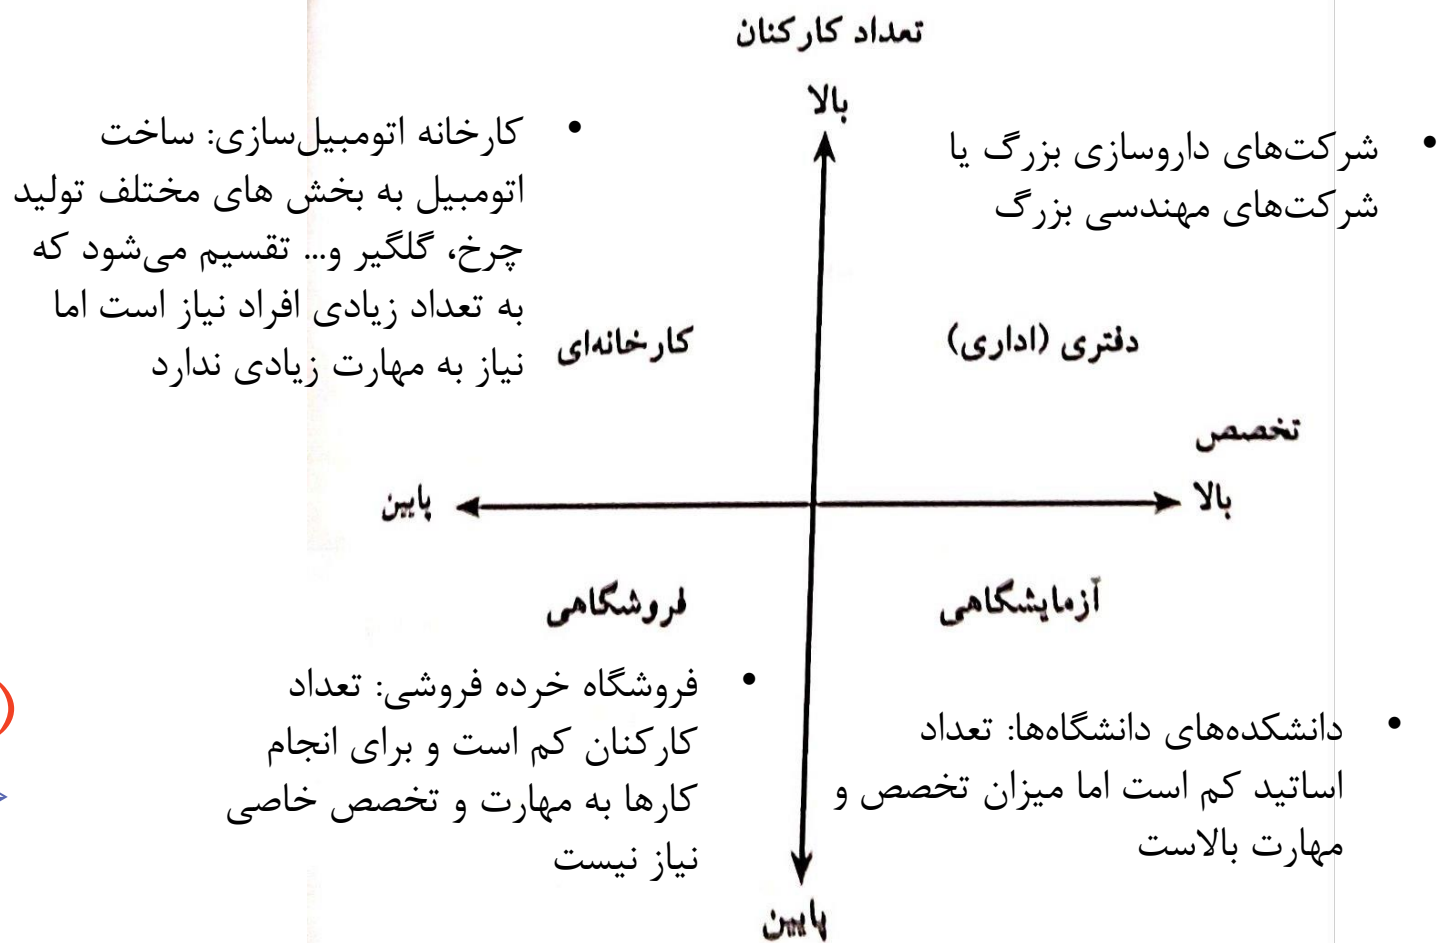 تعداد کارکنان
بالا
• شرکت‌های داروسازی بزرگ یا
شرکت‌های مهندسی بزرگ
• کارخانه اتومبیل‌سازی: ساخت
اتومبیل به بخش های مختلف تولید
چرخ، گلگیر و... تقسیم می‌شود که
به تعداد زیادی افراد نیاز است اما
نیاز به مهارت زیادی ندارد
دفتری (اداری)
کارخانه‌ای
تخصص
بالا
پایین
آزمایشگاهی
فروشگاهی
• دانشکده‌های دانشگاه‌ها: تعداد
اساتید کم است اما میزان تخصص و
مهارت بالاست
• فروشگاه خرده فروشی: تعداد
کارکنان کم است و برای انجام
کارها به مهارت و تخصص خاصی
نیاز نیست
پایین